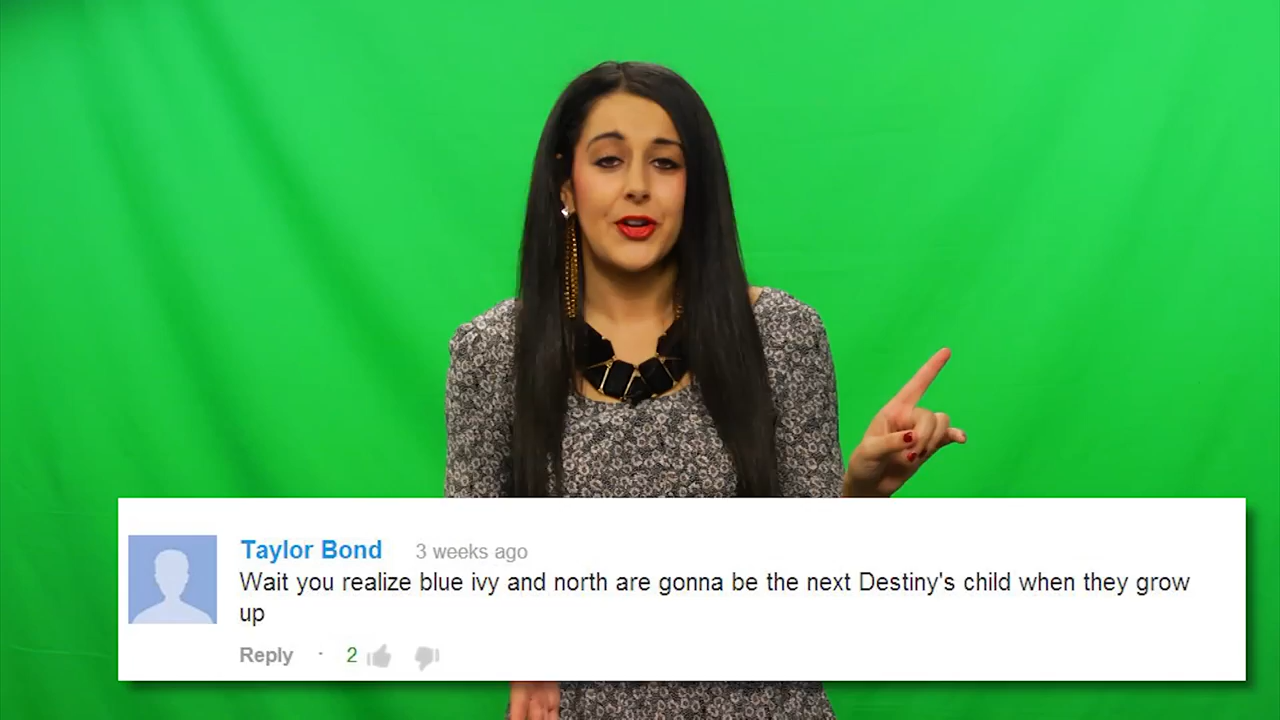 Taylor Bond 3 weeks ago
Wait you realize blue ivy and north are gonna be the next Destiny's child when they grow
up
Reply · 2